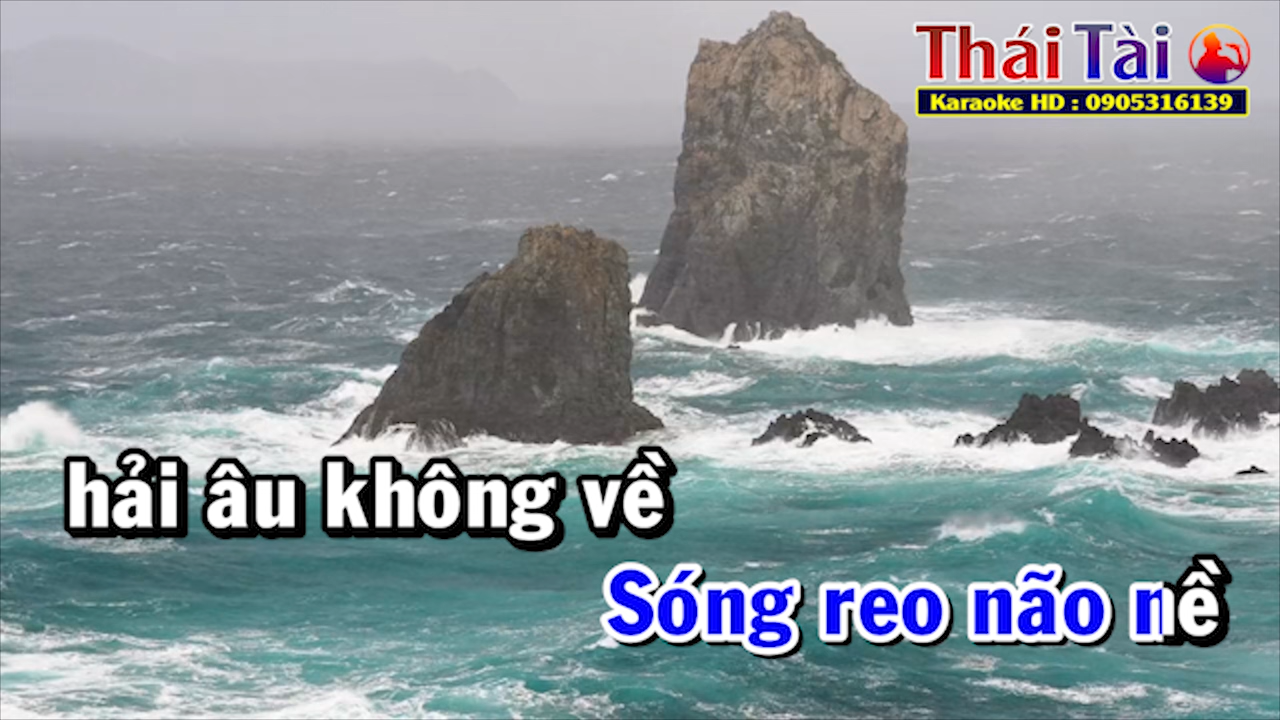 Thái Tài
Karaoke HD : 0905316139
hải âu không về
Sóng reo não nề